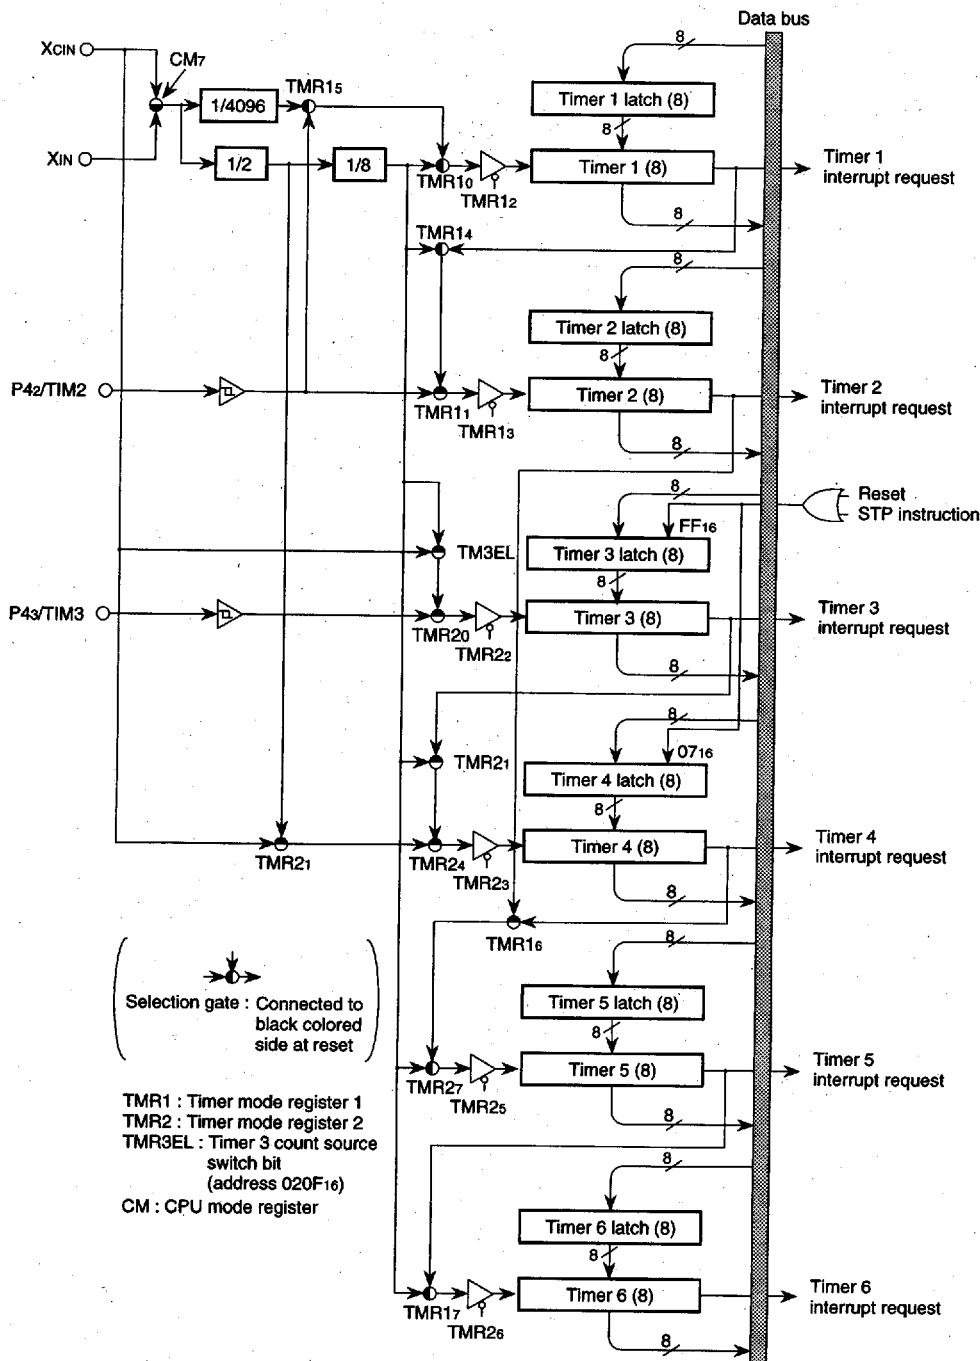 Data bus
XCIN
CM7
TMR15
8
Timer 1 latch (8)
1/4096
8
XIN
1/2
1/8
TMR10
TMR12
Timer 1 (8)
Timer 1
interrupt request
8
TMR14
8
Timer 2 latch (8)
8
P42/TIM2
TMR11
TMR13
Timer 2 (8)
Timer 2
interrupt request
8
8
Reset
STP instruction
FF16
TM3EL
Timer 3 latch (8)
8
P43/TIM3
TMR20
TMR22
Timer 3 (8)
Timer 3
interrupt request
8
8
0716
TMR21
Timer 4 latch (8)
8
TMR21
TMR24
TMR23
Timer 4 (8)
Timer 4
interrupt request
8
TMR16
8
Selection gate : Connected to
black colored
side at reset
Timer 5 latch (8)
8
TMR27
TMR25
Timer 5 (8)
Timer 5
interrupt request
8
TMR1 : Timer mode register 1
TMR2 : Timer mode register 2
TMR3EL : Timer 3 count source
switch bit
(address 020F16)
CM : CPU mode register
8
Timer 6 latch (8)
8
TMR17
TMR26
Timer 6 (8)
Timer 6
interrupt request
8